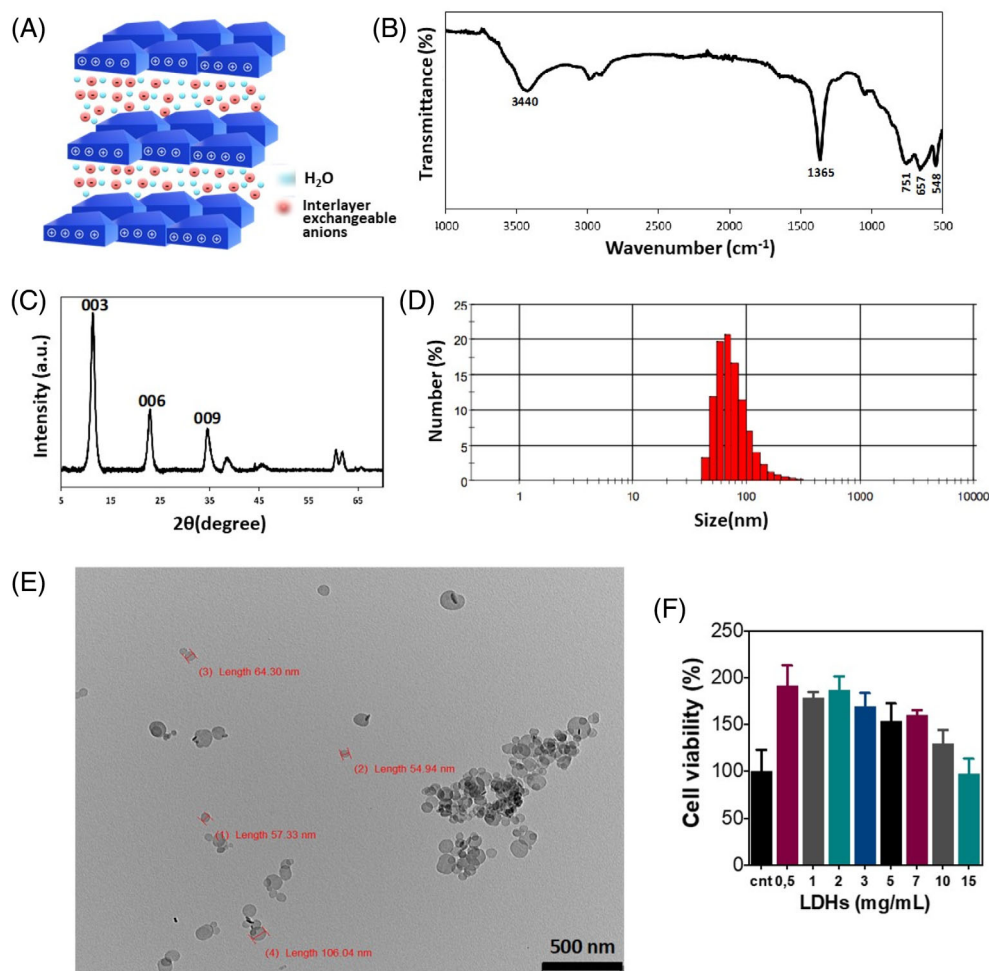 (A)
H₂O
Interlayer
exchangeable
anions
(B)
Transmittance (%)
3440
1365
751
657
548
4000 3500 3000 2500 2000 1500 1000 500
Wavenumber (cm⁻¹)
(C)
Intensity (a.u.)
003
006
009
5 15 25 35 45 55 65
2θ(degree)
(D)
Number (%)
25
20
15
10
5
0
1 10 100 1000 10000
Size(nm)
(E)
(3) Length 64.30 nm
(2) Length 54.94 nm
(1) Length 57.33 nm
(4) Length 106.04 nm
500 nm
(F)
Cell viability (%)
250
200
150
100
50
0
cnt 0,5 1 2 3 5 7 10 15
LDHs (mg/mL)